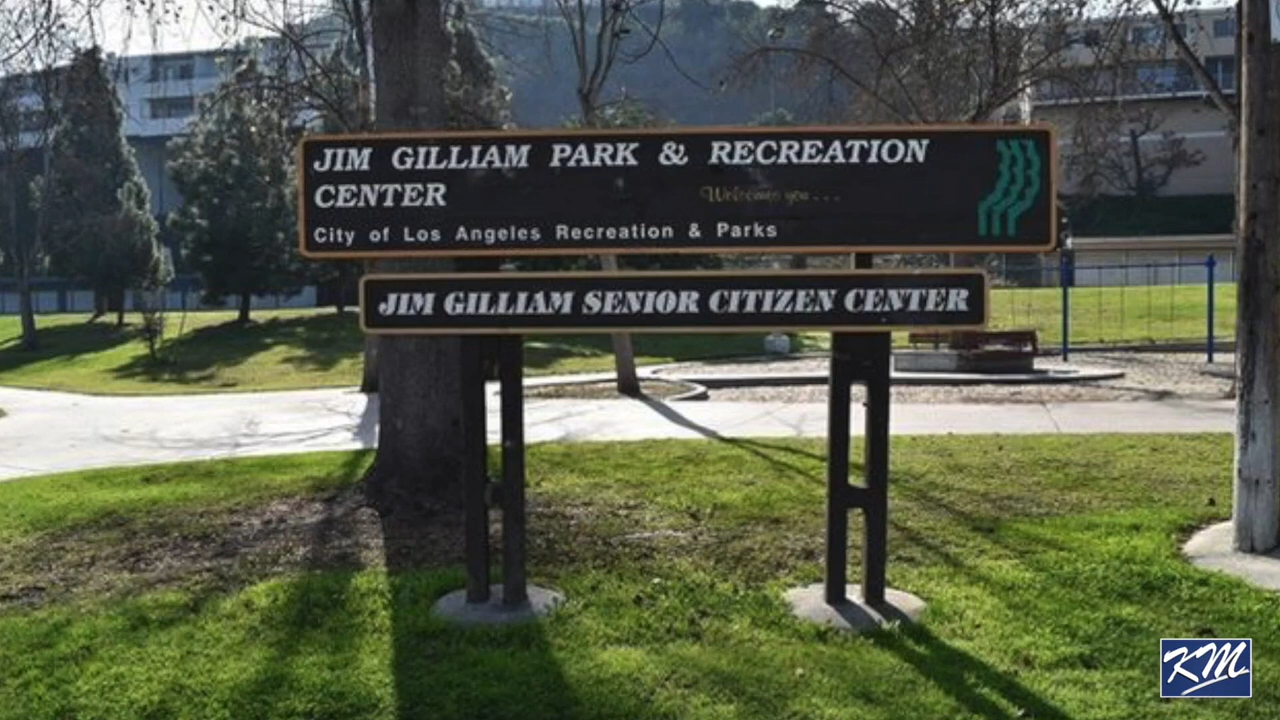 JIM GILLIAM PARK & RECREATION
CENTER
Welcomes you...
City of Los Angeles Recreation & Parks
JIM GILLIAM SENIOR CITIZEN CENTER
KM